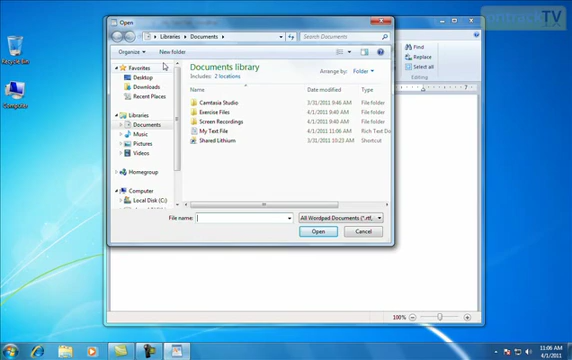 TV
Open
Libraries
Documents
Search Documents
Organize
New folder
Favorites
Desktop
Downloads
Recent Places
Libraries
Documents
Music
Pictures
Videos
Homegroup
Computer
Local Disk (C:)
Documents library
Includes: 2 locations
Arrange by: Folder
Name Date modified Type
Camtasia Studio 3/31/2011 9:46 AM File folder
Exercise Files 4/1/2011 9:40 AM File folder
Screen Recordings 4/1/2011 9:40 AM File folder
My Text File 4/1/2011 11:06 AM Rich Text Do
Shared Lithium 3/31/2011 10:23 AM Shortcut
File name:
All Wordpad Documents (*.rtf,
Open Cancel
Find
Replace
Select all
Editing
7
100%
Recycle Bin
Computer
11:06 AM
4/1/2011